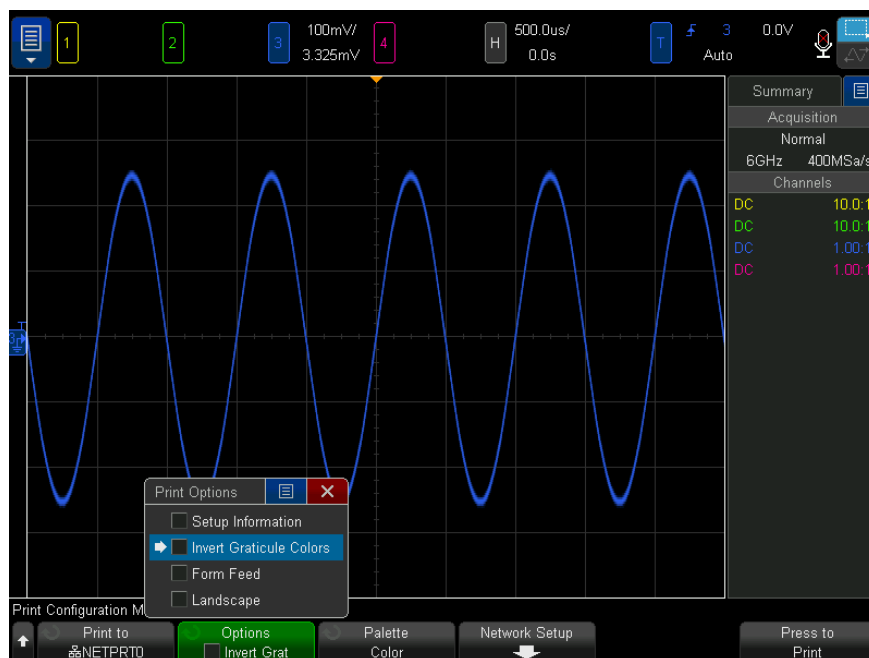 1 2 3 100mV/ 4 H 500.0us/ T 3 0.0V
3.325mV 0.0s Auto
Summary
Acquisition
Normal
6GHz 400MSa/s
Channels
DC 10.0:1
DC 10.0:1
DC 1.00:1
DC 1.00:1
T
3
Print Options
Setup Information
Invert Graticule Colors
Form Feed
Landscape
Print Configuration M
Print to Options Palette Network Setup Press to
NETPRT0 Invert Grat Color Print